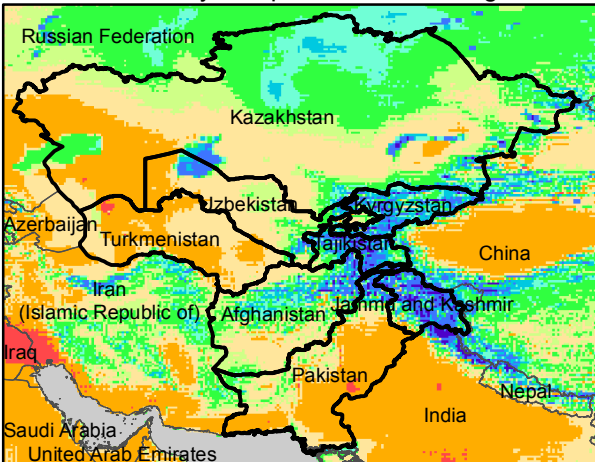 Russian Federation
Kazakhstan
Uzbekistan
Kyrgyzstan
Azerbaijan
Turkmenistan
Tajikistan
China
Iran
(Islamic Republic of)
Afghanistan
Jammu and Kashmir
Iraq
Pakistan
Nepal
India
Saudi Arabia
United Arab Emirates